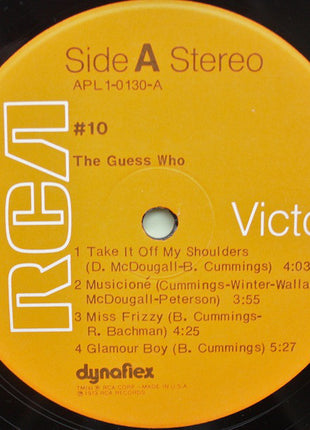 Side A Stereo
APL1-0130-A
#10
The Guess Who
RCA
Victo
1 Take It Off My Shoulders
(D. McDougall-B. Cummings) 4:03
2 Musicioné (Cummings-Winter-Walla
McDougall-Peterson) 3:55
3 Miss Frizzy (B. Cummings-
R. Bachman) 4:25
4 Glamour Boy (B. Cummings) 5:27
dynaflex
TM(s) ® RCA CORP.-MADE IN U.S.A.
℗1973 RCA RECORDS